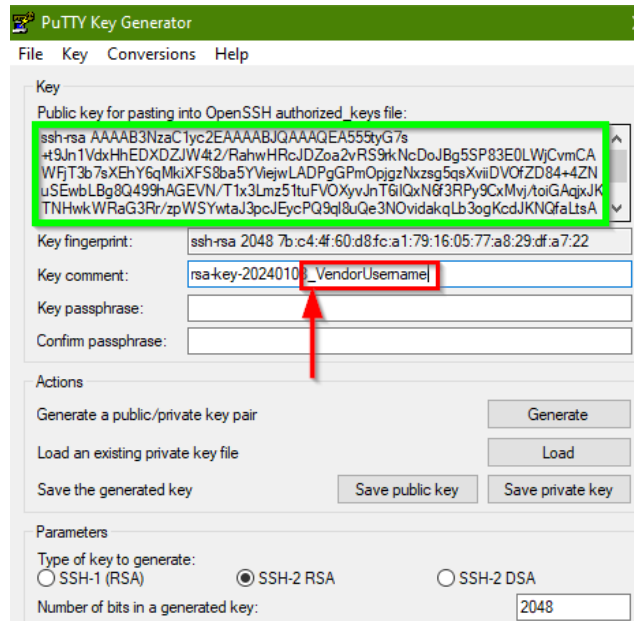 PuTTY Key Generator
File Key Conversions Help
Key
Public key for pasting into OpenSSH authorized_keys file:
ssh-rsa AAAAB3NzaC1yc2EAAAABJQAAAQEA555tyG7s
+t9Jn1VdxHhEDXDZJW4t2/RahwHRcJDZoa2vRS9rkNcDoJBg5SP83E0LWjCvmCA
WFjT3b7sXEhY6qMkiXFS8ba5YViejwLADPgGPmOpjgzNxzsg5qsXviiDVOfZD84+4ZN
uSEwbLBg8Q499hAGEVN/T1x3Lmz51tuFVOXyvJnT6ilQxN6f3RPy9CxMvj/toiGAqjxJK
TNHwkWRaG3Rr/zpWSYwtaJ3pcJEycPQ9ql8uQe3NOvidakqLb3ogKcdJKNQfaLtsA
Key fingerprint: ssh-rsa 2048 7b:c4:4f:60:d8:fc:a1:79:16:05:77:a8:29:df:a7:22
Key comment: rsa-key-20240103_VendorUsername
Key passphrase:
Confirm passphrase:
Actions
Generate a public/private key pair Generate
Load an existing private key file Load
Save the generated key Save public key Save private key
Parameters
Type of key to generate:
SSH-1 (RSA) SSH-2 RSA SSH-2 DSA
Number of bits in a generated key: 2048